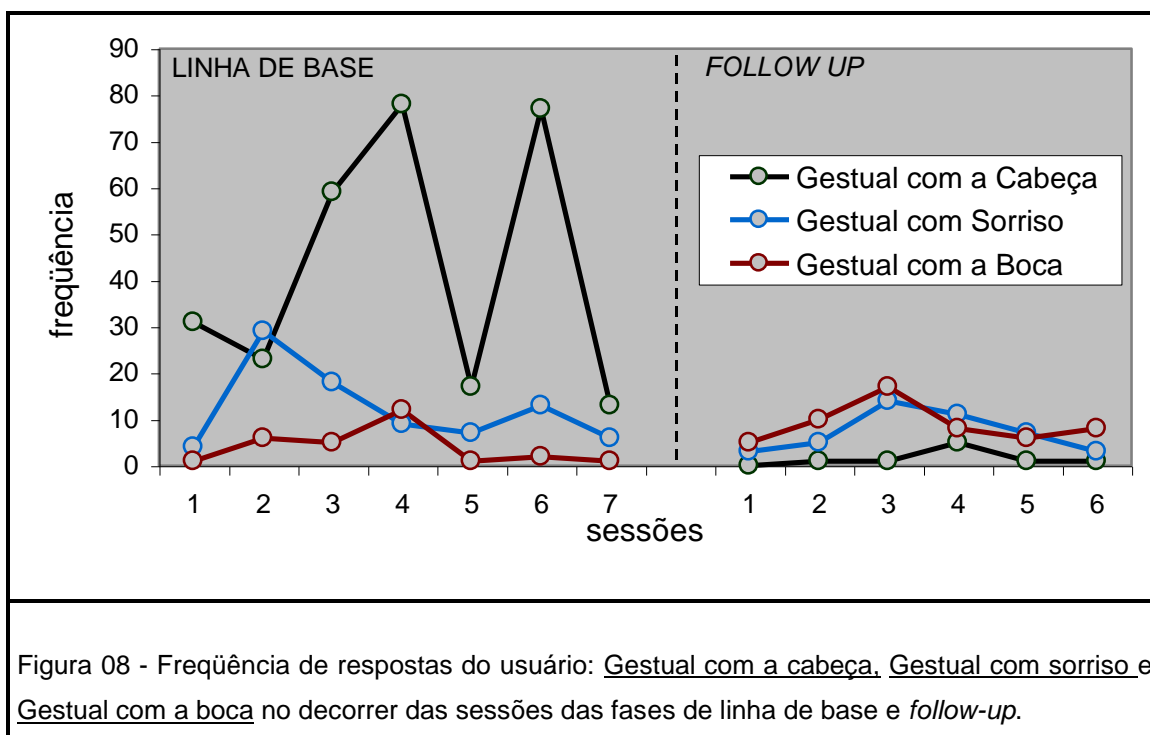 90
80
70
60
50
40
30
20
10
0
freqüência
LINHA DE BASE
FOLLOW UP
Gestual com a Cabeça
Gestual com Sorriso
Gestual com a Boca
1 2 3 4 5 6 7 1 2 3 4 5 6
sessões
Figura 08 - Freqüência de respostas do usuário: Gestual com a cabeça, Gestual com sorriso e
Gestual com a boca no decorrer das sessões das fases de linha de base e follow-up.